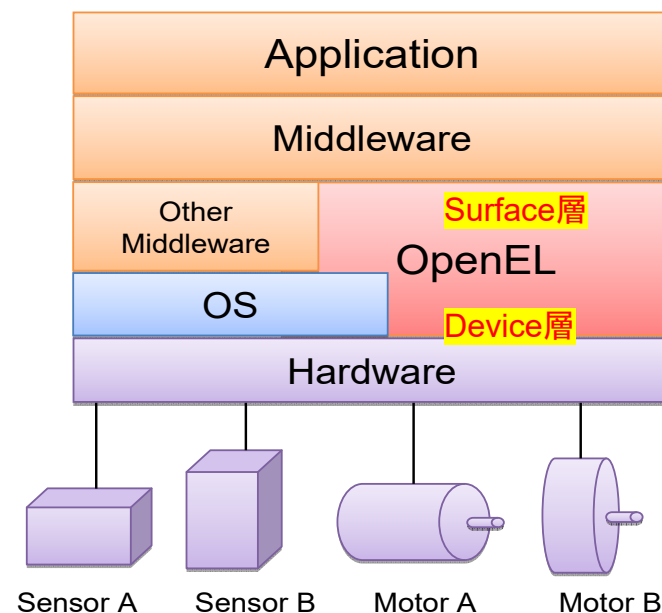 Application
Middleware
Other
Middleware
Surface層
OpenEL
OS
Device層
Hardware
Sensor A
Sensor B
Motor A
Motor B